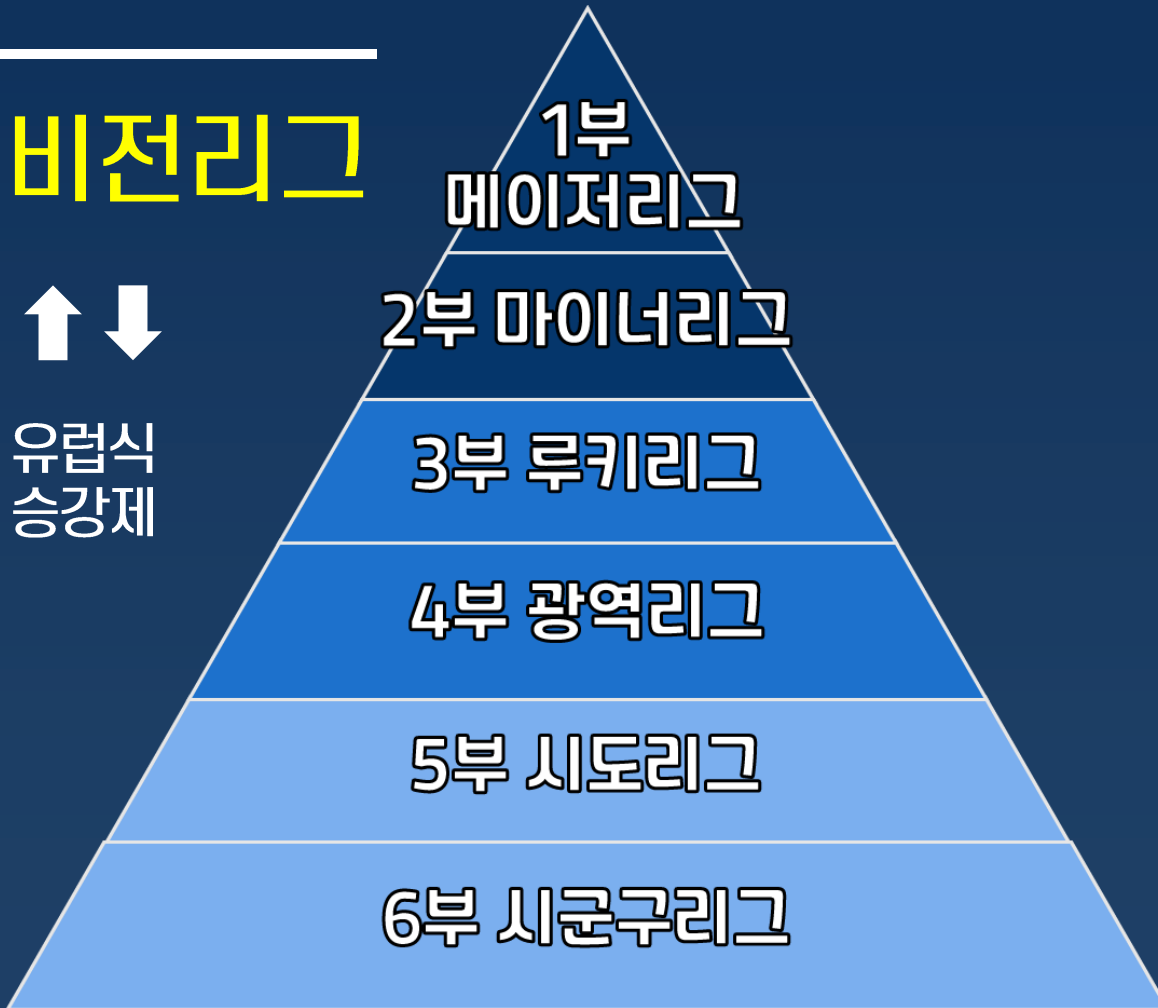 비전리그
유럽식
승강제
1부
메이저리그
2부 마이너리그
3부 루키리그
4부 광역리그
5부 시도리그
6부 시군구리그